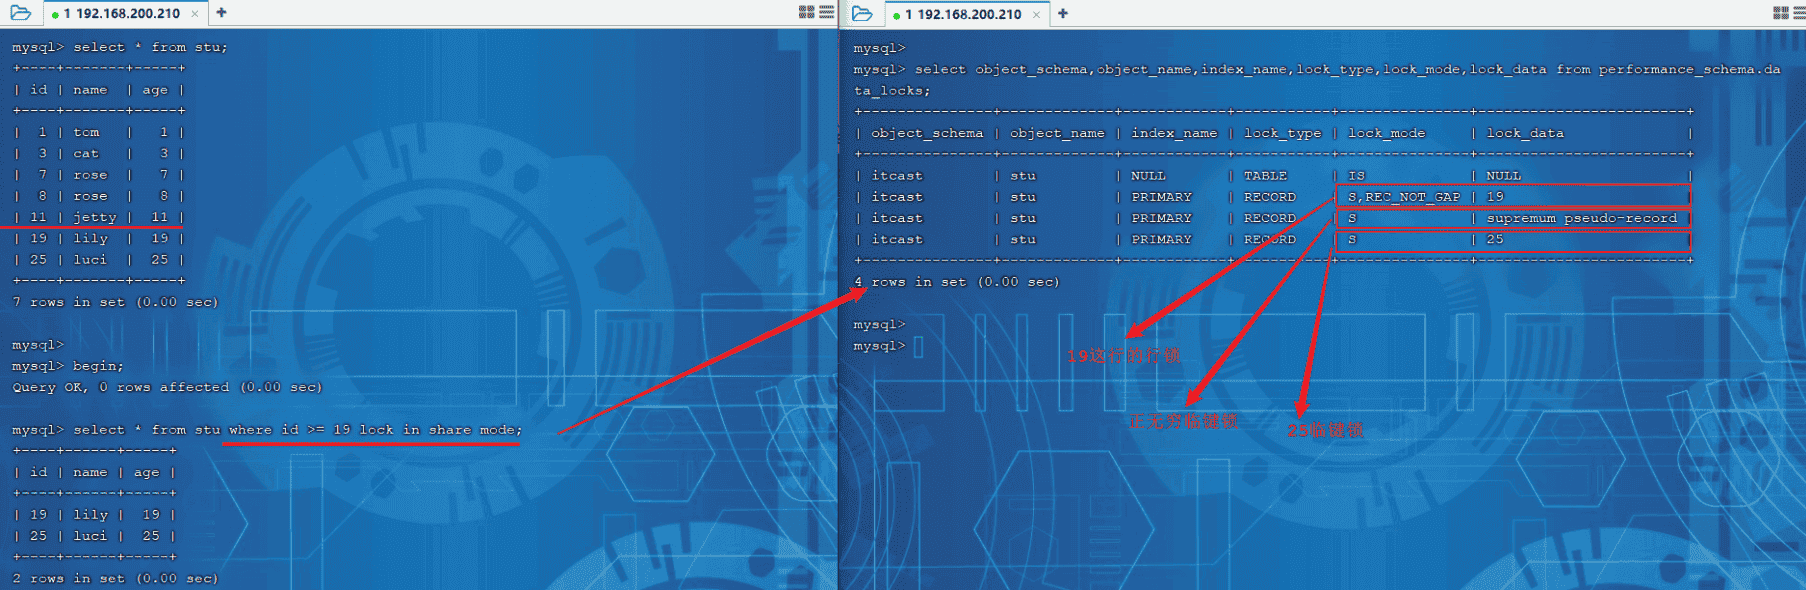 1 192.168.200.210 × +
mysql> select * from stu;
+----+-------+-----+
| id | name  | age |
+----+-------+-----+
|  1 | tom   |   1 |
|  3 | cat   |   3 |
|  7 | rose  |   7 |
|  8 | rose  |   8 |
| 11 | jetty |  11 |
| 19 | lily  |  19 |
| 25 | luci  |  25 |
+----+-------+-----+
7 rows in set (0.00 sec)
mysql>
mysql> begin;
Query OK, 0 rows affected (0.00 sec)
mysql> select * from stu where id >= 19 lock in share mode;
+----+------+-----+
| id | name | age |
+----+------+-----+
| 19 | lily |  19 |
| 25 | luci |  25 |
+----+------+-----+
2 rows in set (0.00 sec)
1 192.168.200.210 × +
mysql>
mysql> select object_schema,object_name,index_name,lock_type,lock_mode,lock_data from performance_schema.da
ta_locks;
+---------------+-------------+------------+-----------+---------------+------------------------+
| object_schema | object_name | index_name | lock_type | lock_mode     | lock_data              |
+---------------+-------------+------------+-----------+---------------+------------------------+
| itcast        | stu         | NULL       | TABLE     | IS            | NULL                   |
| itcast        | stu         | PRIMARY    | RECORD    | S,REC_NOT_GAP | 19                     |
| itcast        | stu         | PRIMARY    | RECORD    | S             | supremum pseudo-record |
| itcast        | stu         | PRIMARY    | RECORD    | S             | 25                     |
+---------------+-------------+------------+-----------+---------------+------------------------+
4 rows in set (0.00 sec)
mysql>
mysql>
19这行的行锁
正无穷临键锁
25临键锁